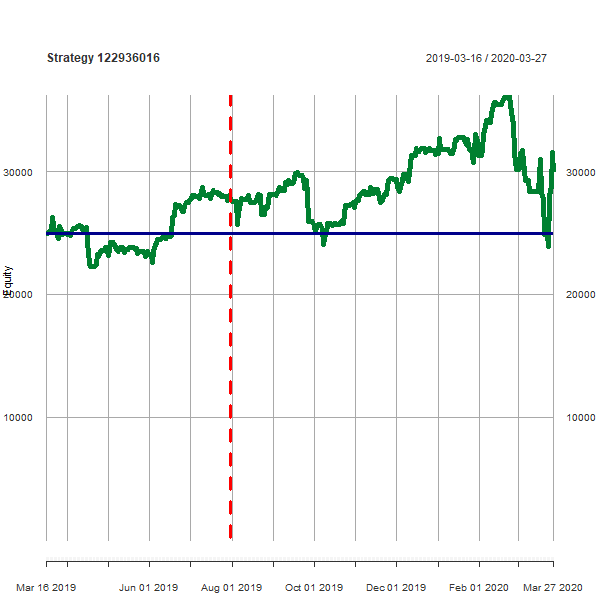 Strategy 122936016
2019-03-16 / 2020-03-27
30000
30000
Equity
20000
20000
10000
10000
Mar 16 2019
Jun 01 2019
Aug 01 2019
Oct 01 2019
Dec 01 2019
Feb 01 2020
Mar 27 2020